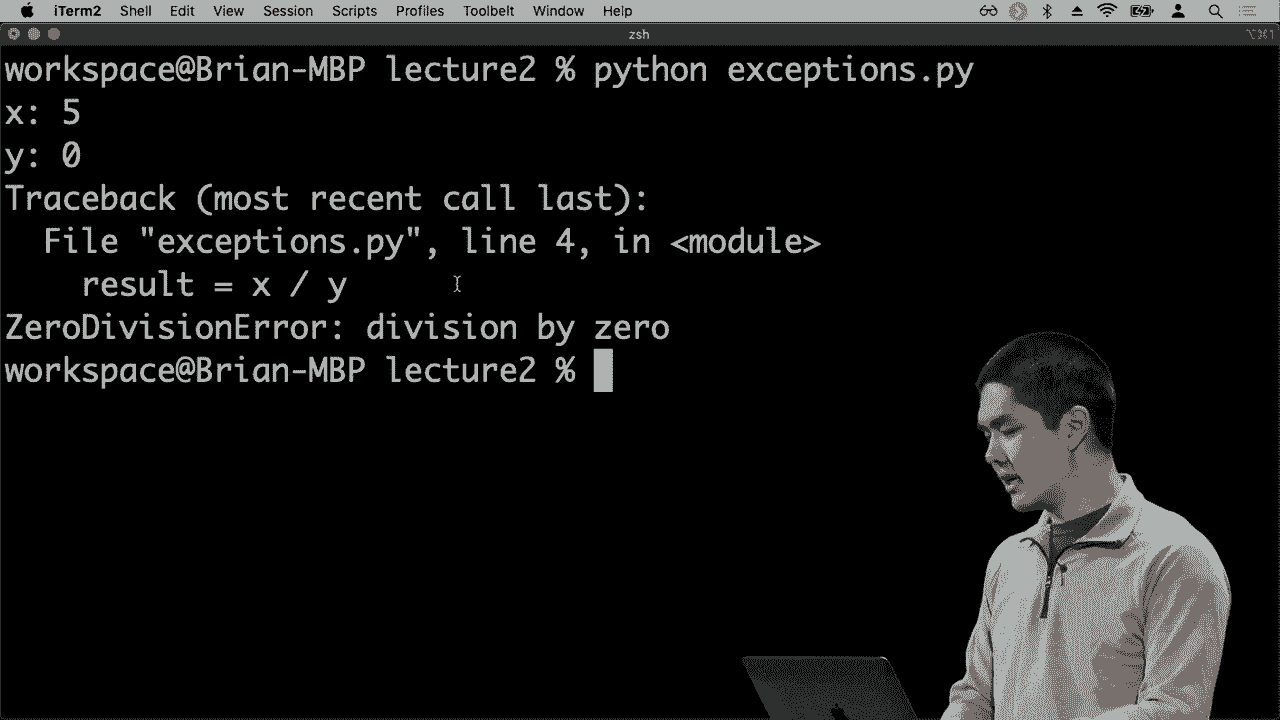 iTerm2 Shell Edit View Session Scripts Profiles Toolbelt Window Help
zsh
⌥⌘1
workspace@Brian-MBP lecture2 % python exceptions.py
x: 5
y: 0
Traceback (most recent call last):
  File "exceptions.py", line 4, in <module>
    result = x / y
ZeroDivisionError: division by zero
workspace@Brian-MBP lecture2 %